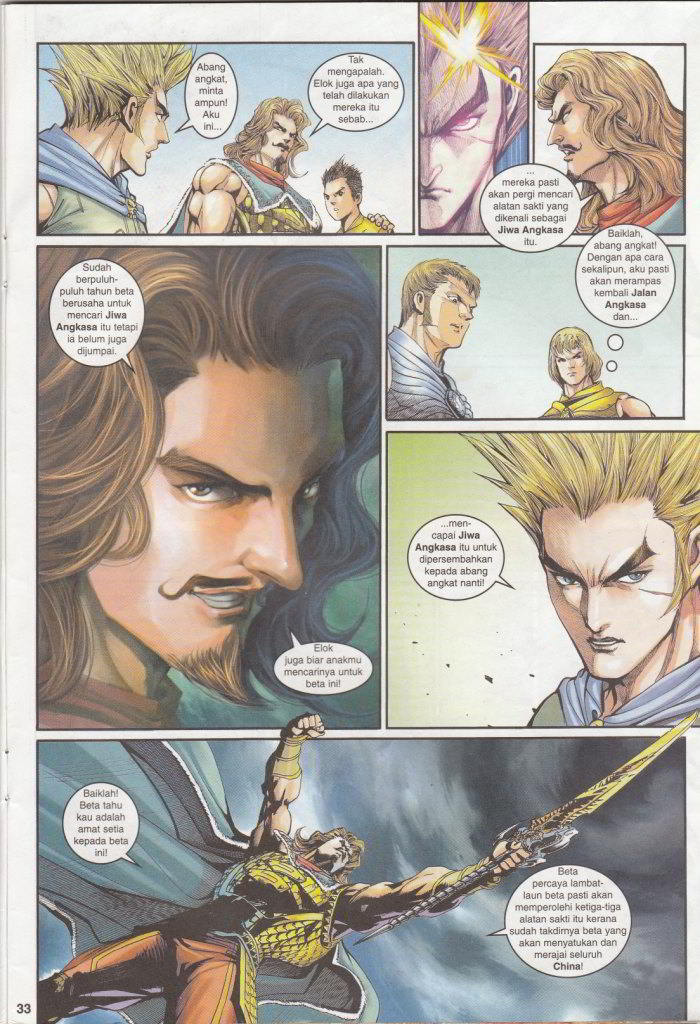 Abang
angkat,
minta
ampun!
Aku
ini...
Tak
mengapalah.
Elok juga apa yang
telah dilakukan
mereka itu
sebab...
...
mereka pasti
akan pergi mencari
alatan sakti yang
dikenali sebagai
Jiwa Angkasa
itu.
Sudah
berpuluh-
puluh tahun beta
berusaha untuk
mencari Jiwa
Angkasa itu tetapi
ia belum juga
dijumpai.
Elok
juga biar anakmu
mencarinya untuk
beta ini!
Baiklah,
abang angkat!
Dengan apa cara
sekalipun, aku pasti
akan merampas
kembali Jalan
Angkasa
dan...
...men-
capai Jiwa
Angkasa itu untuk
dipersembahkan
kepada abang
angkat nanti!
Baiklah!
Beta tahu
kau adalah
amat setia
kepada beta
ini!
Beta
percaya lambat-
laun beta pasti akan
memperolehi ketiga-tiga
alatan sakti itu kerana
sudah takdirnya beta yang
akan menyatukan dan
merajai seluruh
China!
33